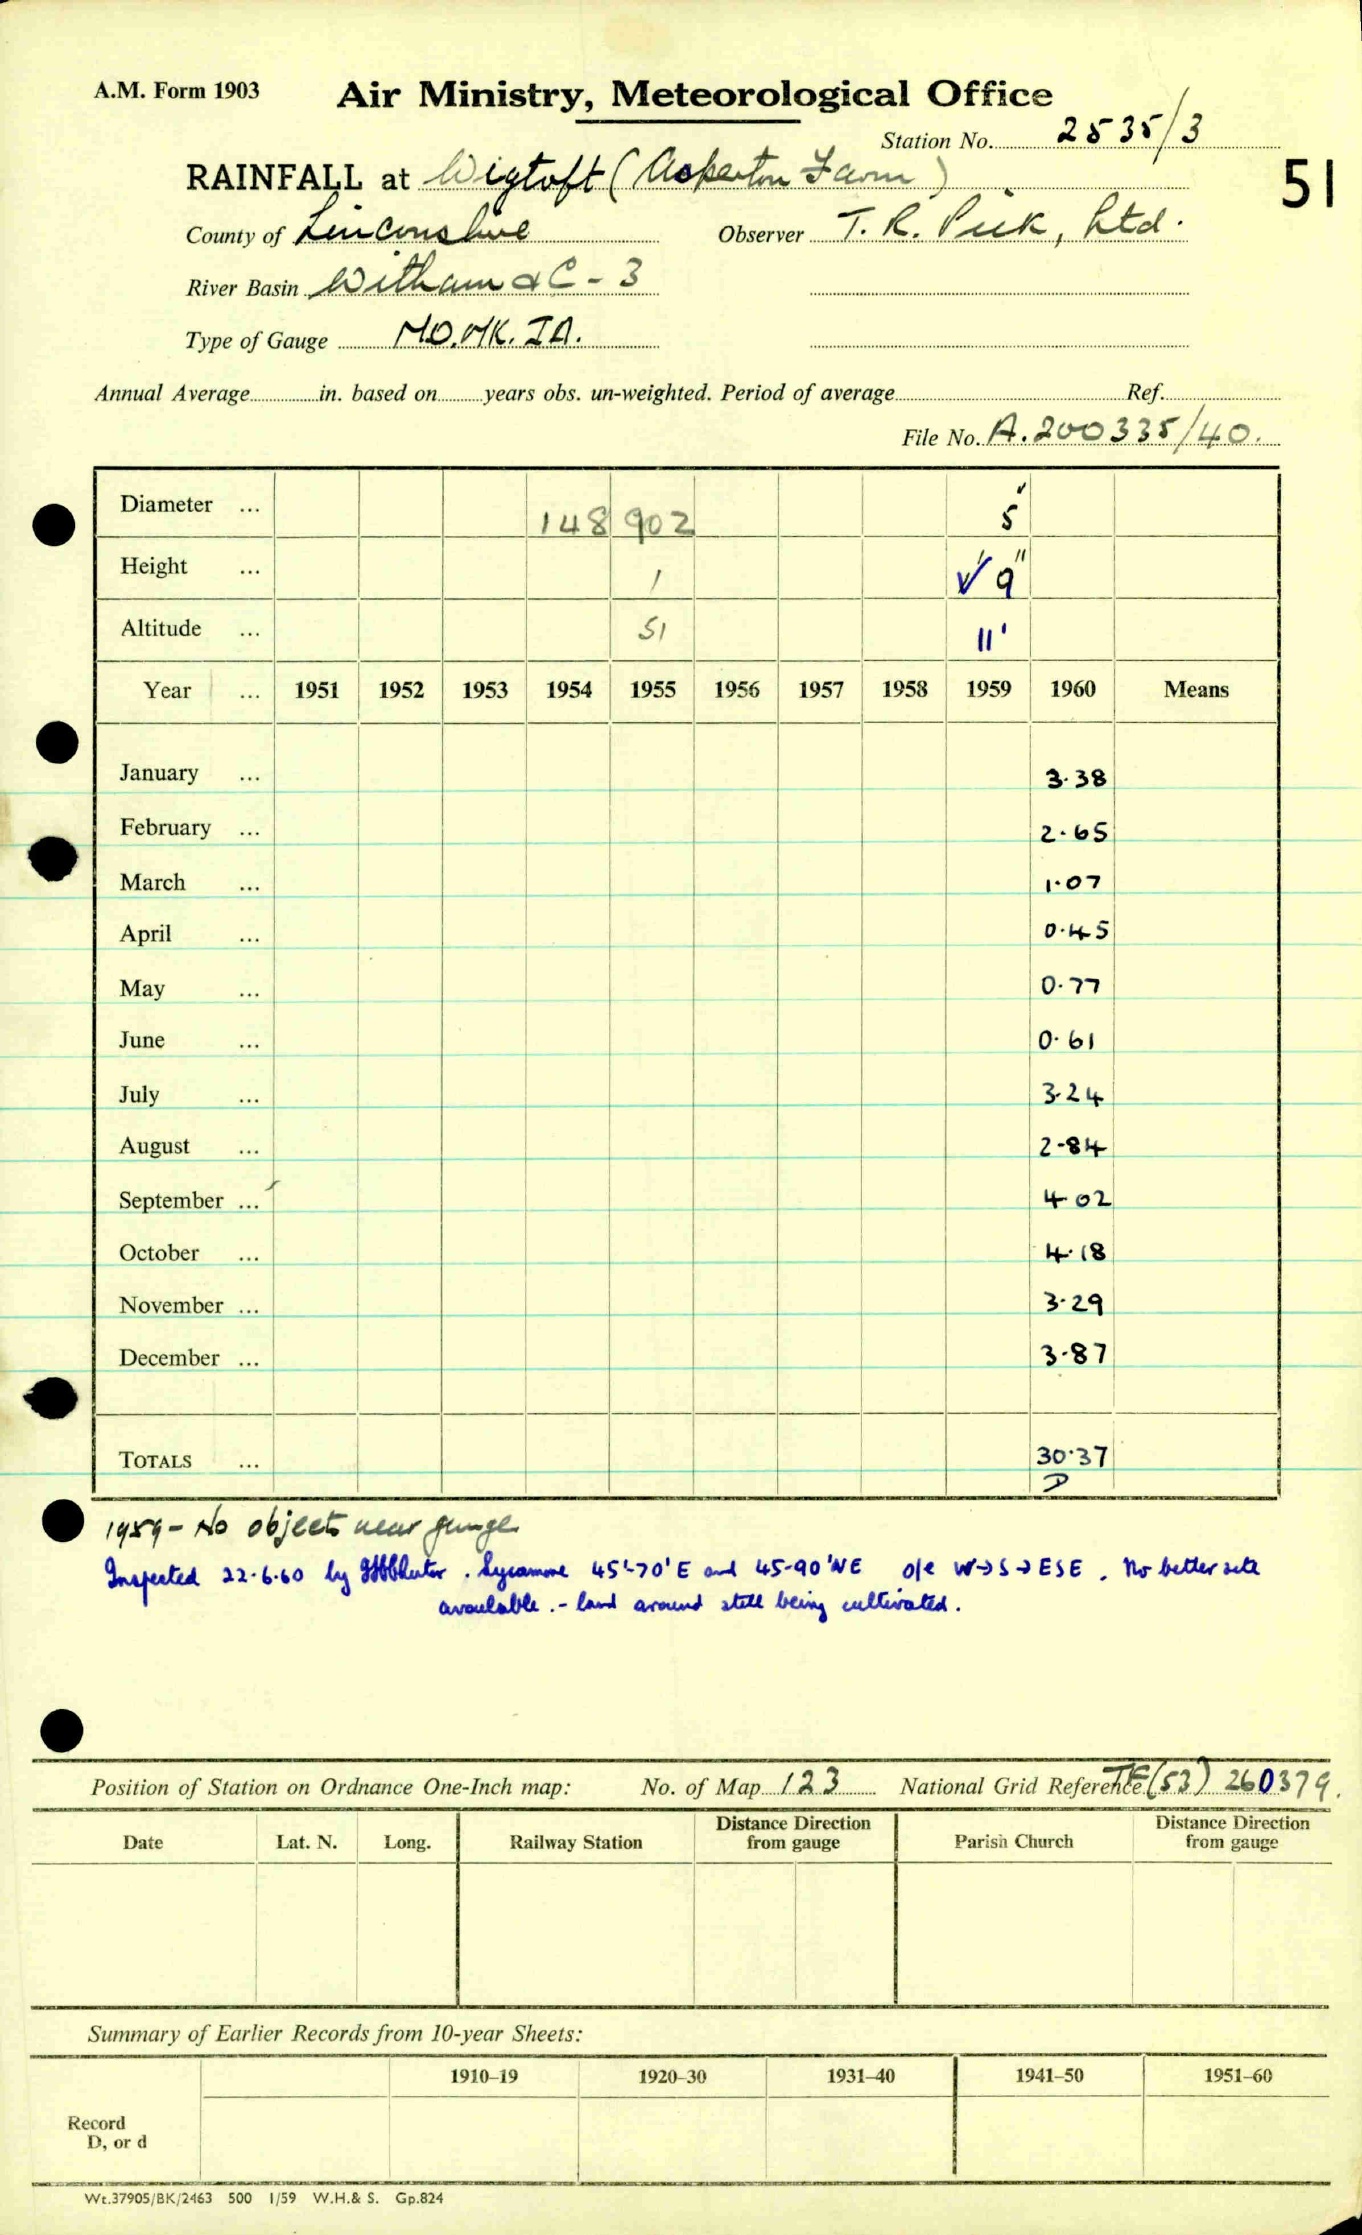 A.M. Form 1903 Air Ministry, Meteorological Office
Station No. 2535/3
51
RAINFALL at Wigtoft (Asperton Farm)
County of Linconshire Observer T. R. Pick, Ltd.
River Basin Witham &C - 3
Type of Gauge MO. MK. IA.
Annual Average in. based on years obs. un-weighted. Period of average Ref.
File No. A.200335/40.
Diameter ... 148 902 5"
Height ... 1 ✓ 1' 9"
Altitude ... 51 11'
Year ... 1951 1952 1953 1954 1955 1956 1957 1958 1959 1960 Means
January ... 3.38
February ... 2.65
March ... 1.07
April ... 0.45
May ... 0.77
June ... 0.61
July ... 3.24
August ... 2.84
September ... 4.02
October ... 4.18
November ... 3.29
December ... 3.87
TOTALS ... 30.37
D
1959 - No objects near gauge
Inspected 22.6.60 by . Sycamore 45'-70' E and 45-90' NE o/e W→S→ESE . No better site
available. - land around still being cultivated.
Position of Station on Ordnance One-Inch map: No. of Map 123 National Grid Reference TF(53) 260379.
Date Lat. N. Long. Railway Station Distance Direction from gauge Parish Church Distance Direction from gauge
Summary of Earlier Records from 10-year Sheets:
1910–19 1920–30 1931–40 1941–50 1951–60
Record
D, or d
Wt.37905/BK/2463 500 1/59 W.H.& S. Gp.824